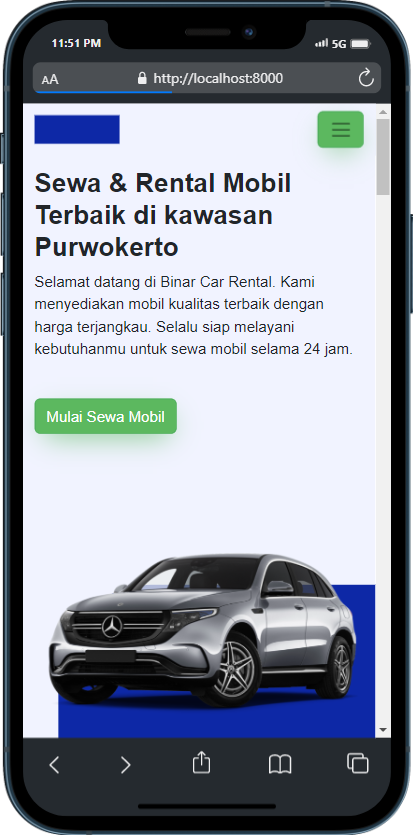 11:51 PM
5G
AA
http://localhost:8000
Sewa & Rental Mobil
Terbaik di kawasan
Purwokerto
Selamat datang di Binar Car Rental. Kami
menyediakan mobil kualitas terbaik dengan
harga terjangkau. Selalu siap melayani
kebutuhanmu untuk sewa mobil selama 24 jam.
Mulai Sewa Mobil